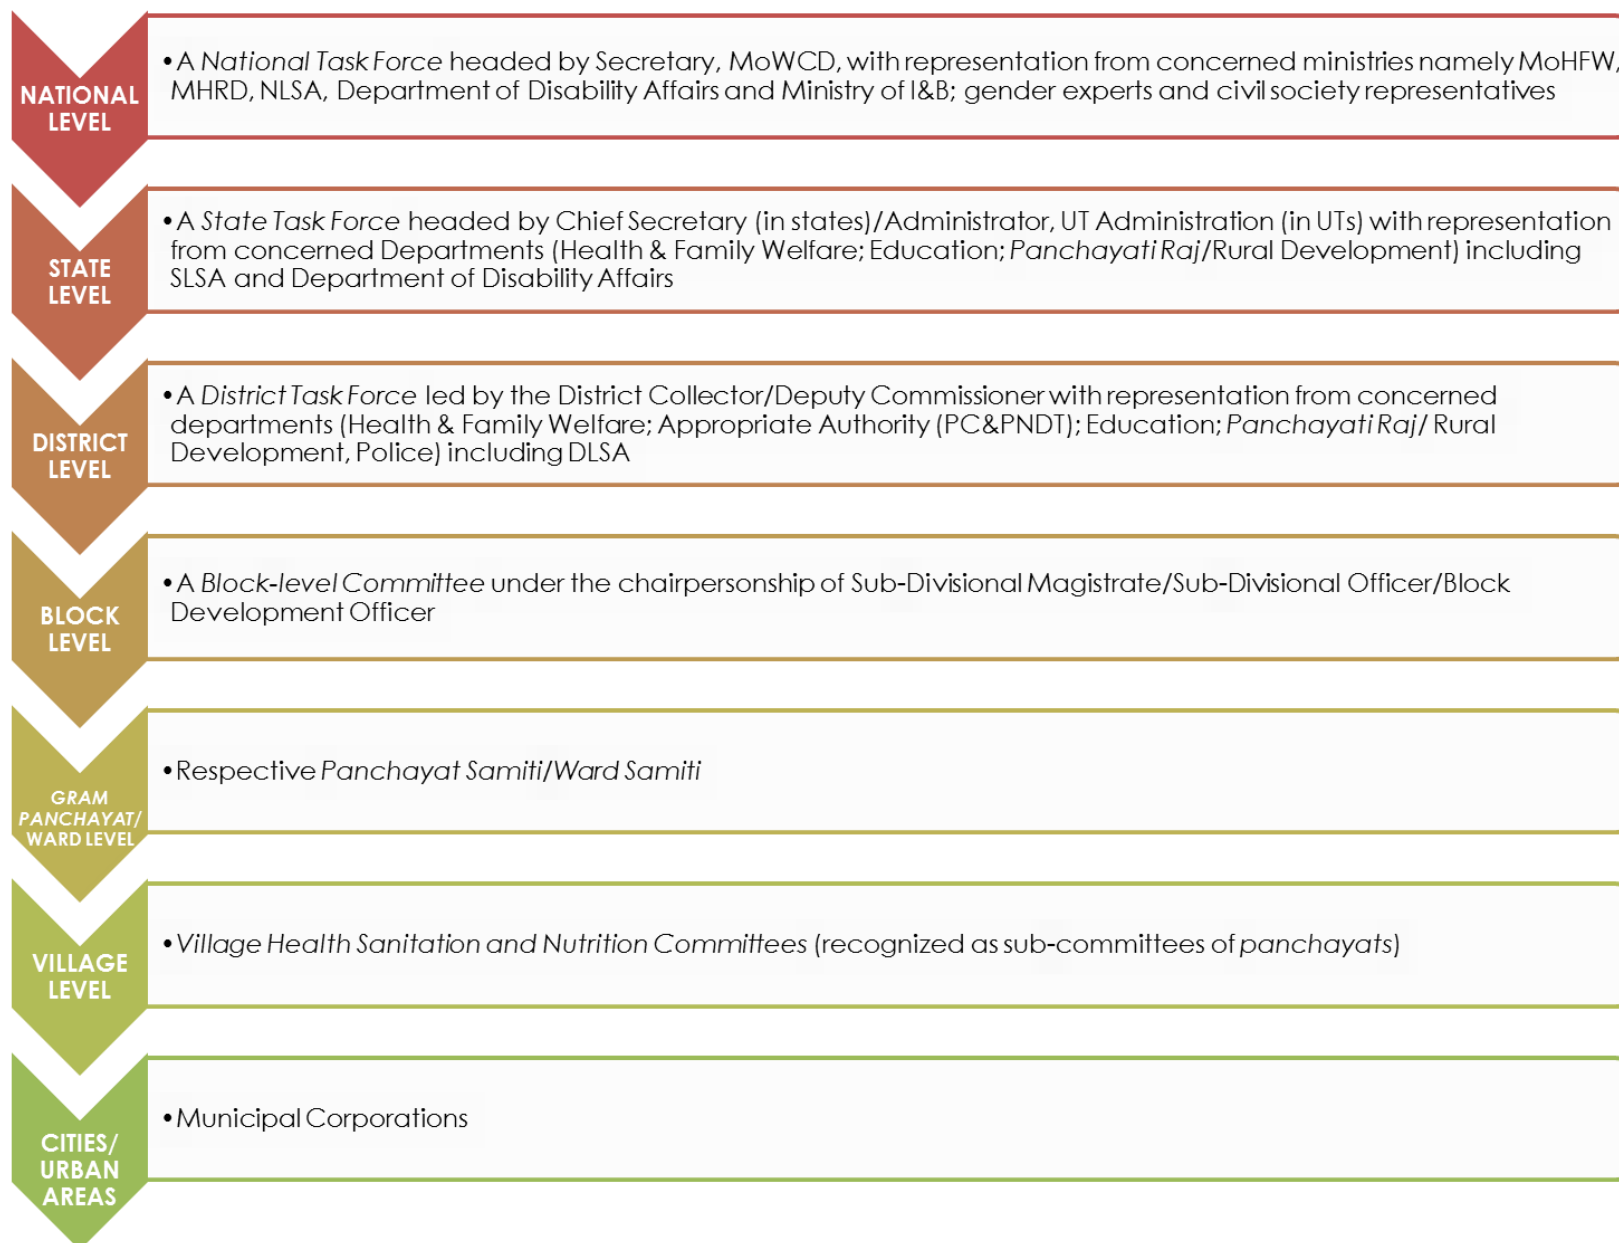 NATIONAL
LEVEL
•A National Task Force headed by Secretary, MoWCD, with representation from concerned ministries namely MoHFW,
MHRD, NLSA, Department of Disability Affairs and Ministry of I&B; gender experts and civil society representatives
STATE
LEVEL
•A State Task Force headed by Chief Secretary (in states)/Administrator, UT Administration (in UTs) with representation
from concerned Departments (Health & Family Welfare; Education; Panchayati Raj/Rural Development) including
SLSA and Department of Disability Affairs
DISTRICT
LEVEL
•A District Task Force led by the District Collector/Deputy Commissioner with representation from concerned
departments (Health & Family Welfare; Appropriate Authority (PC&PNDT); Education; Panchayati Raj/ Rural
Development, Police) including DLSA
BLOCK
LEVEL
•A Block-level Committee under the chairpersonship of Sub-Divisional Magistrate/Sub-Divisional Officer/Block
Development Officer
GRAM
PANCHAYAT/
WARD LEVEL
•Respective Panchayat Samiti/Ward Samiti
VILLAGE
LEVEL
•Village Health Sanitation and Nutrition Committees (recognized as sub-committees of panchayats)
CITIES/
URBAN
AREAS
•Municipal Corporations